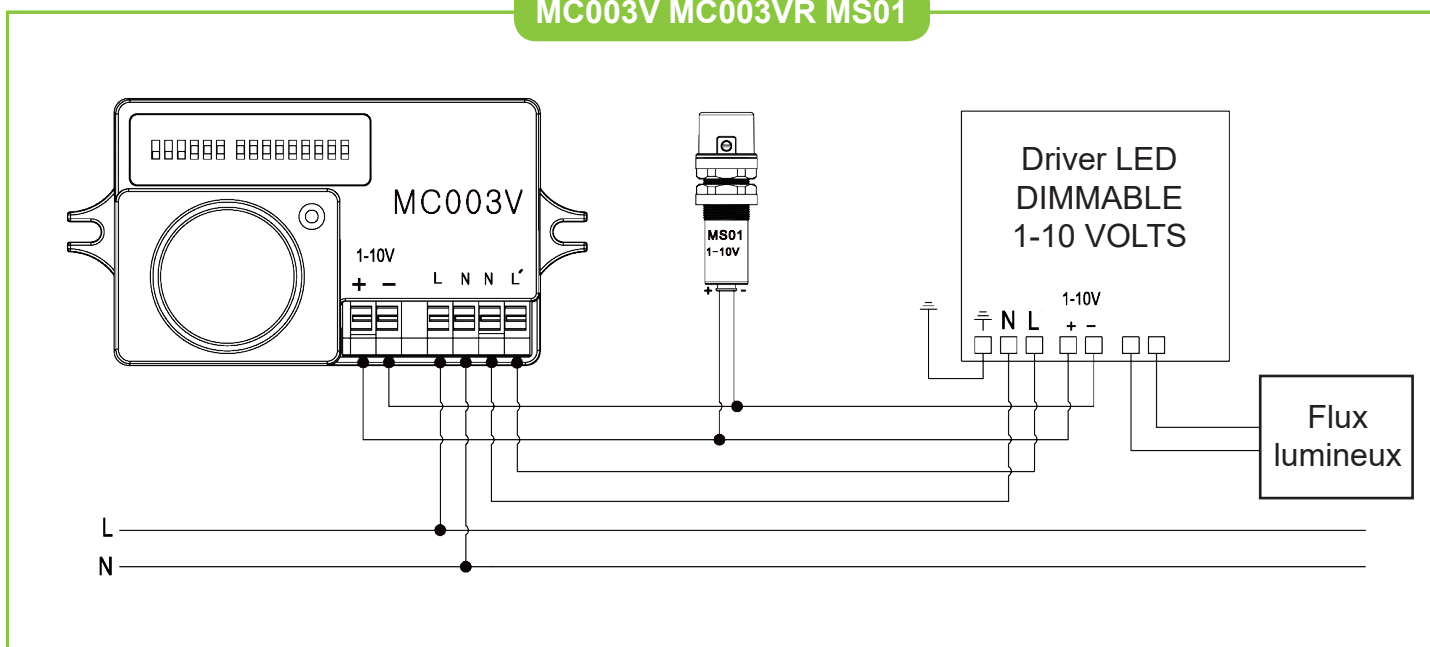 MC003V MC003VR MS01
MC003V
1-10V
+ − L N N L′
MS01
1-10V
+ -
Driver LED
DIMMABLE
1-10 VOLTS
1-10V
N L + −
Flux
lumineux
L
N